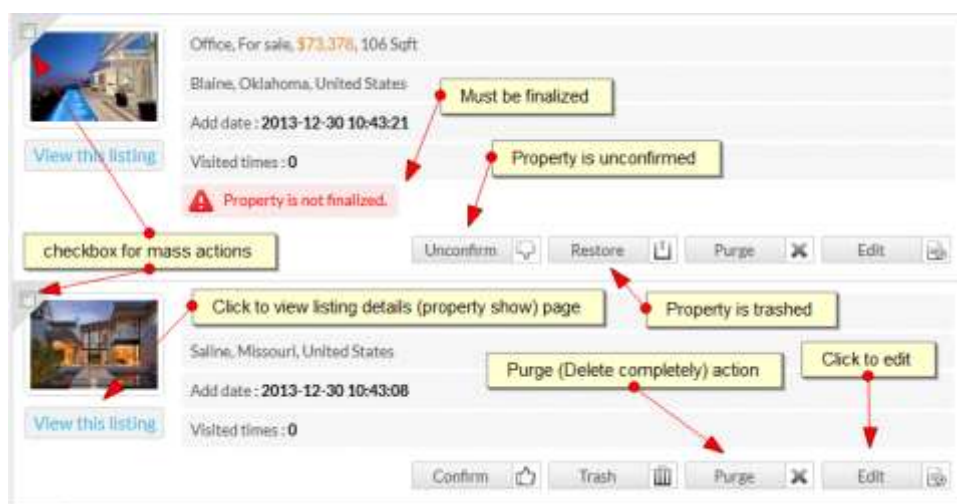 Office, For sale, $73,378, 106 Sqft
Blaine, Oklahoma, United States
Must be finalized
Add date : 2013-12-30 10:43:21
View this listing
Visited times : 0
Property is unconfirmed
Property is not finalized.
checkbox for mass actions
Unconfirm
Restore
Purge
Edit
Click to view listing details (property show) page
Property is trashed
Saline, Missouri, United States
Purge (Delete completely) action
Click to edit
Add date : 2013-12-30 10:43:08
View this listing
Visited times : 0
Confirm
Trash
Purge
Edit